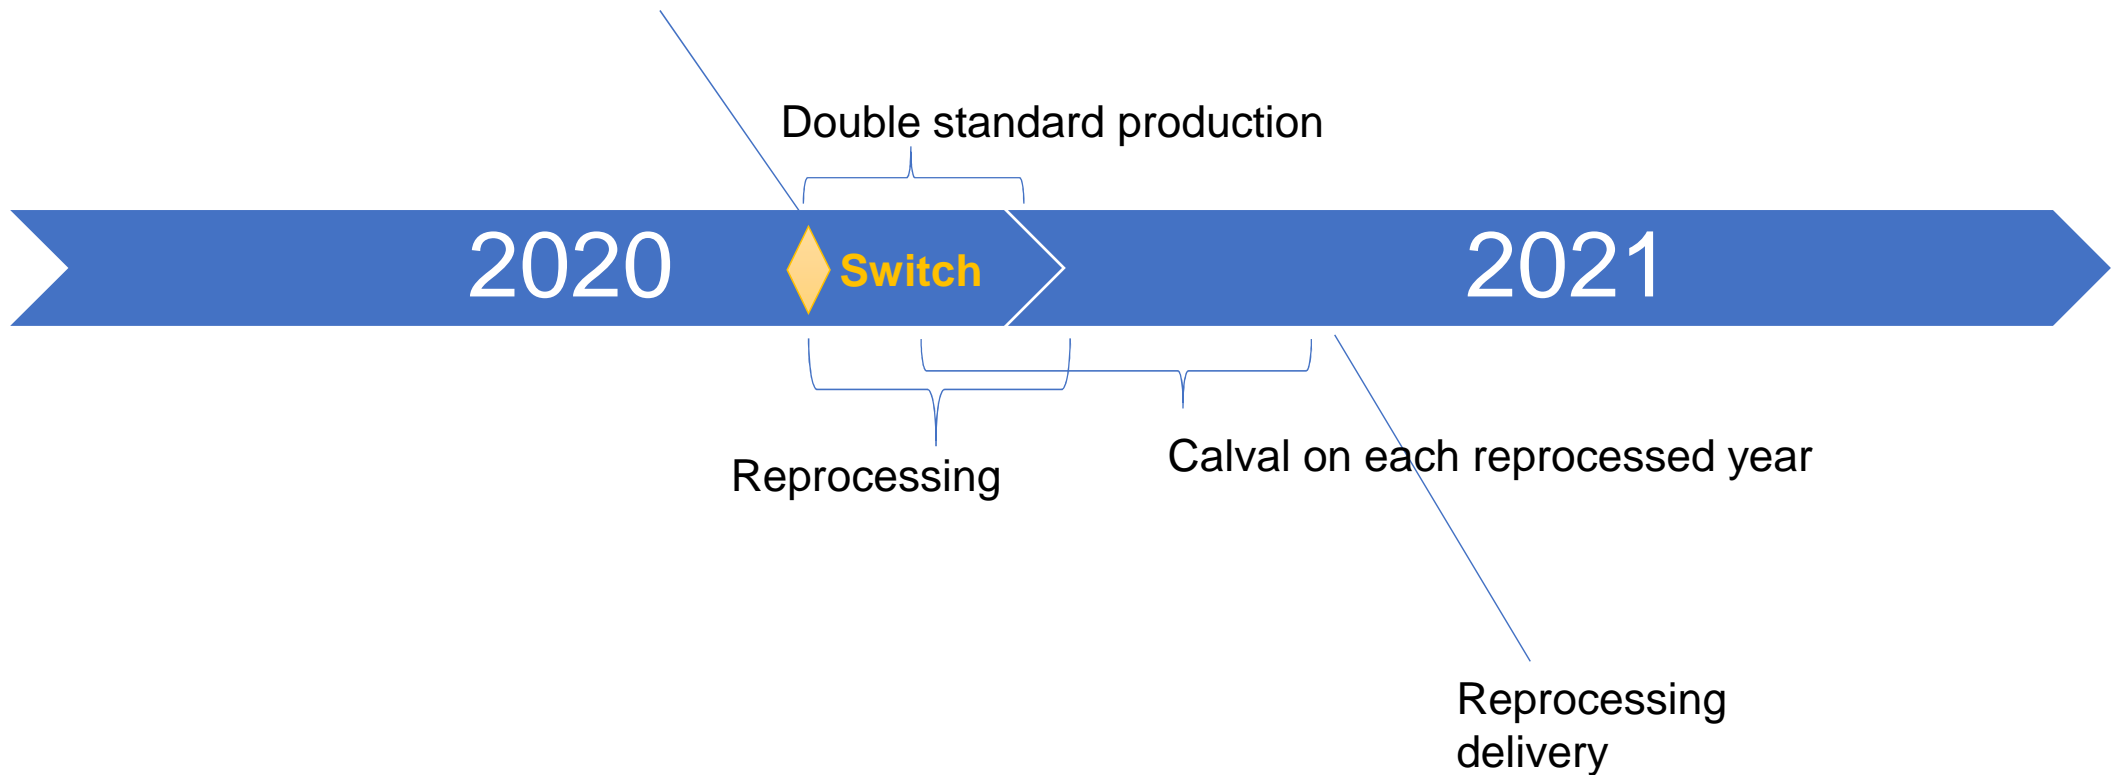 Double standard production
2020
Switch
2021
Reprocessing
Calval on each reprocessed year
Reprocessing
delivery